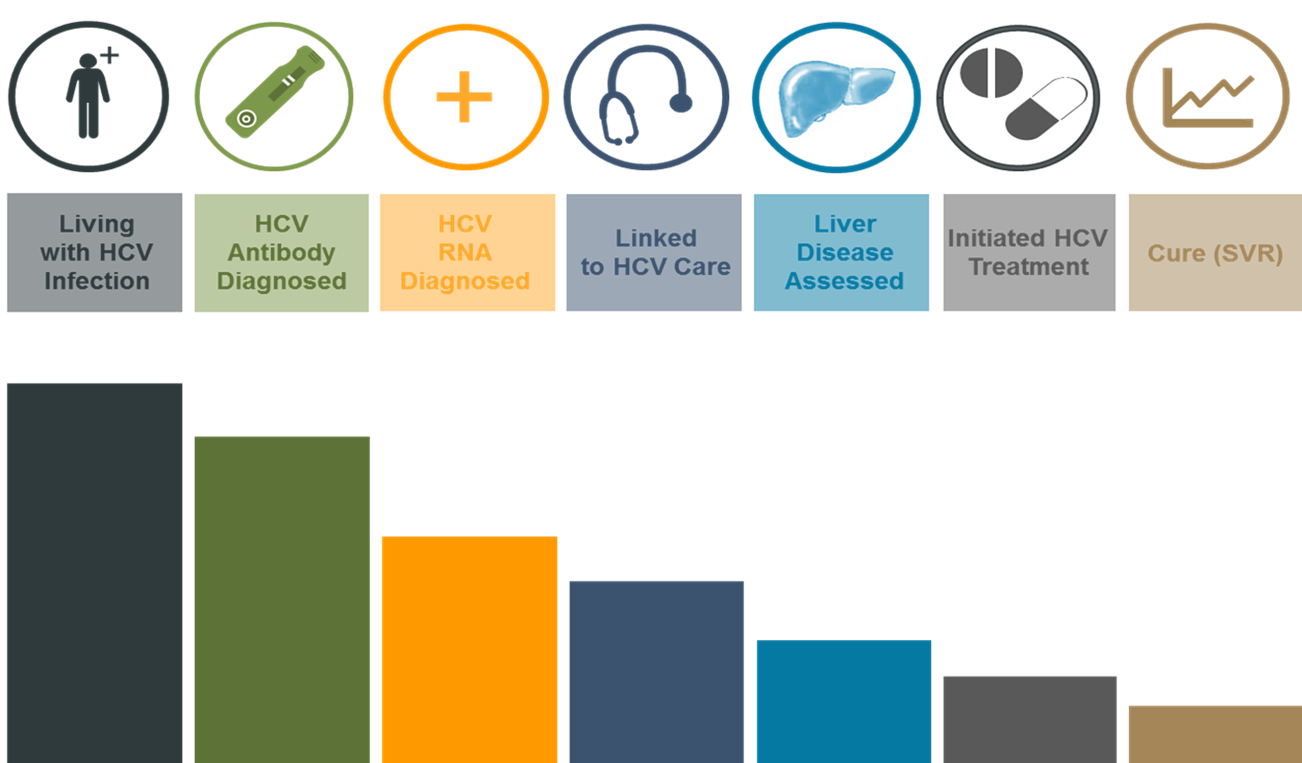 Living
with HCV
Infection
HCV
Antibody
Diagnosed
HCV
RNA
Diagnosed
Linked
to HCV Care
Liver
Disease
Assessed
Initiated HCV
Treatment
Cure (SVR)